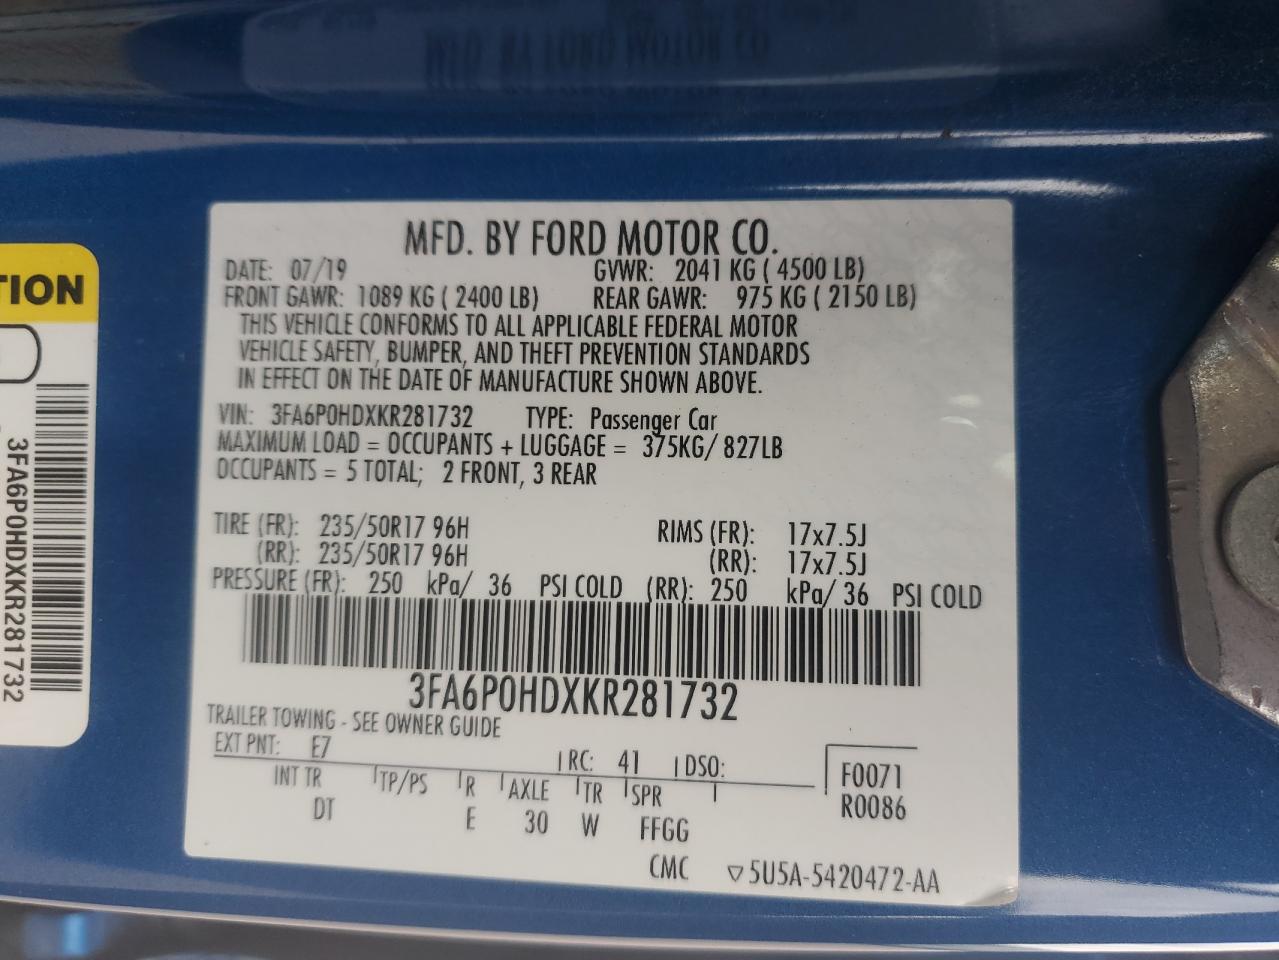 MFD. BY FORD MOTOR CO.
DATE: 07/19 GVWR: 2041 KG ( 4500 LB)
FRONT GAWR: 1089 KG ( 2400 LB) REAR GAWR: 975 KG ( 2150 LB)
THIS VEHICLE CONFORMS TO ALL APPLICABLE FEDERAL MOTOR
VEHICLE SAFETY, BUMPER, AND THEFT PREVENTION STANDARDS
IN EFFECT ON THE DATE OF MANUFACTURE SHOWN ABOVE.
VIN: 3FA6P0HDXKR281732 TYPE: Passenger Car
MAXIMUM LOAD = OCCUPANTS + LUGGAGE = 375KG/ 827LB
OCCUPANTS = 5 TOTAL; 2 FRONT, 3 REAR
TIRE (FR): 235/50R17 96H RIMS (FR): 17x7.5J
(RR): 235/50R17 96H (RR): 17x7.5J
PRESSURE (FR): 250 kPa/ 36 PSI COLD (RR): 250 kPa/ 36 PSI COLD
3FA6P0HDXKR281732
TRAILER TOWING - SEE OWNER GUIDE
EXT PNT: E7 RC: 41 DSO:
INT TR TP/PS R AXLE TR SPR F0071
DT E 30 W FFGG R0086
CMC ▽5U5A-5420472-AA
TION
3FA6P0HDXKR281732